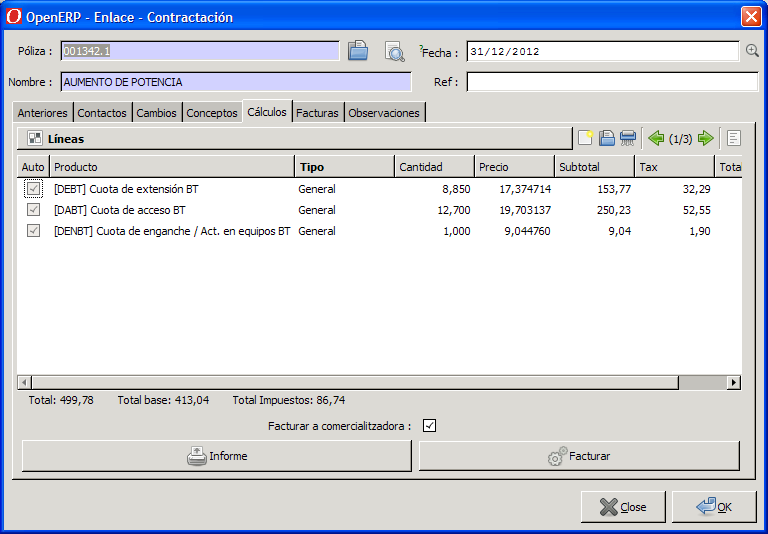 OpenERP - Enlace - Contractación
Póliza : 001342.1 ?Fecha : 31/12/2012
Nombre : AUMENTO DE POTENCIA Ref :
Anteriores Contactos Cambios Conceptos Cálculos Facturas Observaciones
Líneas (1/3)
Auto Producto Tipo Cantidad Precio Subtotal Tax Tota
[DEBT] Cuota de extensión BT General 8,850 17,374714 153,77 32,29
[DABT] Cuota de acceso BT General 12,700 19,703137 250,23 52,55
[DENBT] Cuota de enganche / Act. en equipos BT General 1,000 9,044760 9,04 1,90
Total: 499,78 Total base: 413,04 Total Impuestos: 86,74
Facturar a comercialitzadora :
Informe Facturar
Close OK